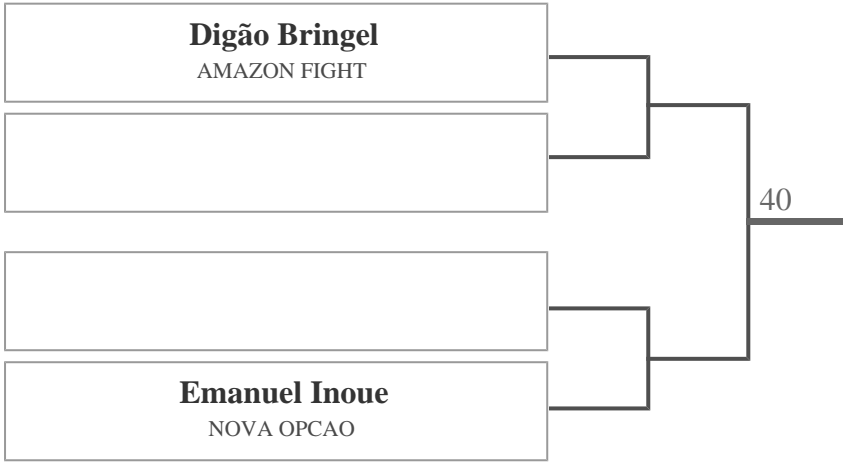 Digão Bringel
AMAZON FIGHT
40
Emanuel Inoue
NOVA OPCAO